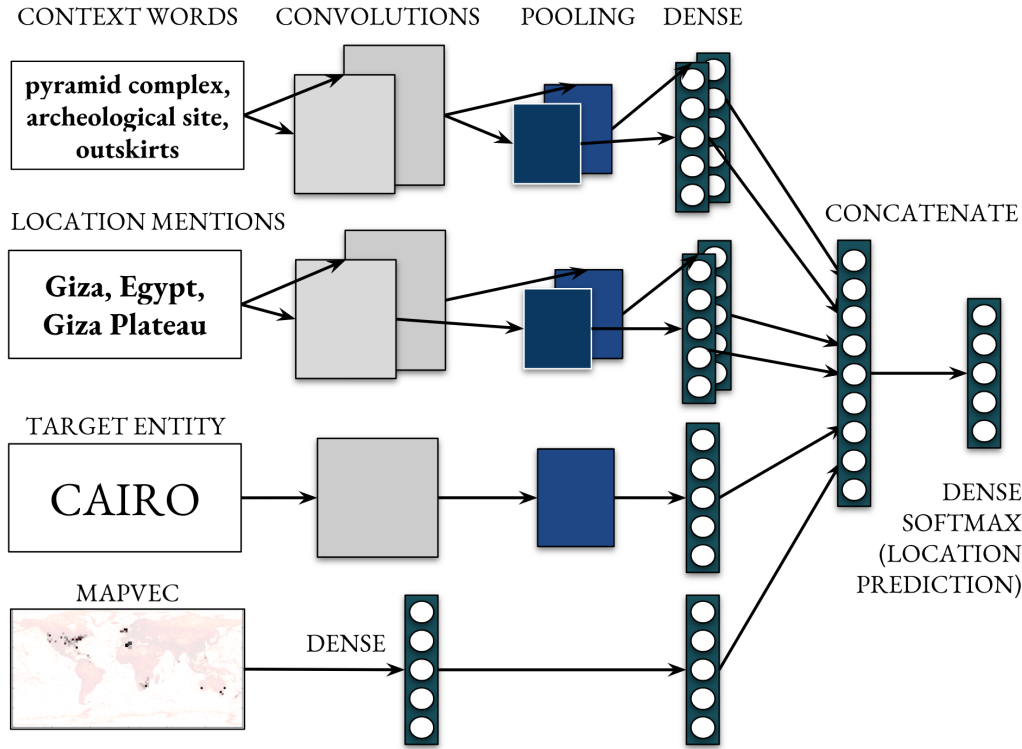 CONTEXT WORDS
CONVOLUTIONS
POOLING
DENSE
pyramid complex,
archeological site,
outskirts
LOCATION MENTIONS
Giza, Egypt,
Giza Plateau
CONCATENATE
TARGET ENTITY
CAIRO
DENSE
SOFTMAX
(LOCATION
PREDICTION)
MAPVEC
DENSE